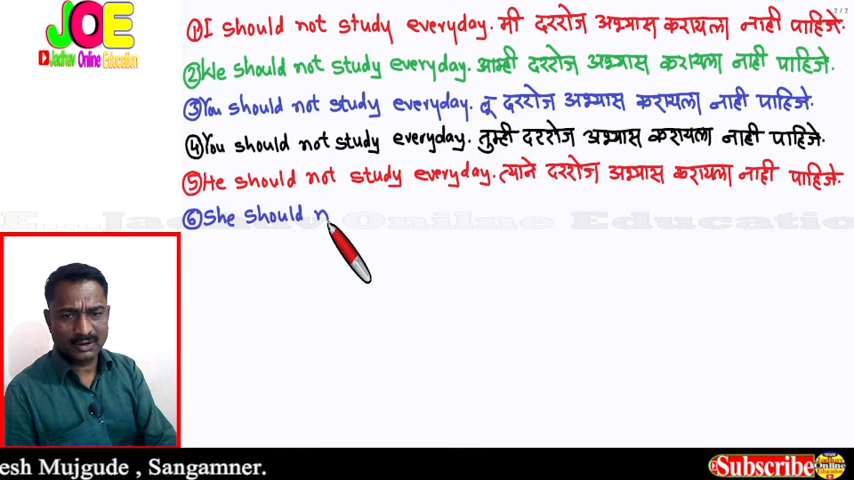 JOE
Jadhav Online Education
2/2
①I should not study everyday. मी दररोज अभ्यास करायला नाही पाहिजे.
②We should not study everyday. आम्ही दररोज अभ्यास करायला नाही पाहिजे.
③You should not study everyday. तू दररोज अभ्यास करायला नाही पाहिजे.
④You should not study everyday. तुम्ही दररोज अभ्यास करायला नाही पाहिजे.
⑤He should not study everyday. त्याने दररोज अभ्यास करायला नाही पाहिजे.
⑥She should n
esh Mujgude , Sangamner.
Subscribe